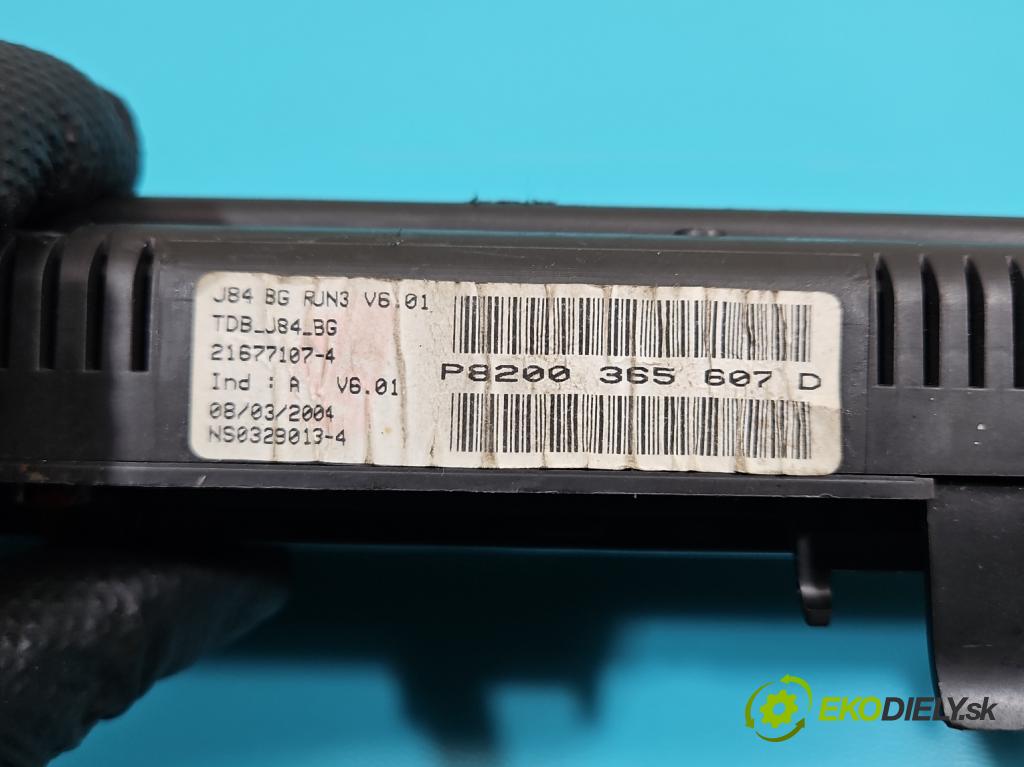 J84 BG RUN3 V6.01
TDB_J84_BG
21677107-4
Ind : A V6.01
08/03/2004
NS0329013-4
P8200 365 607 D
EKODIELY.sk